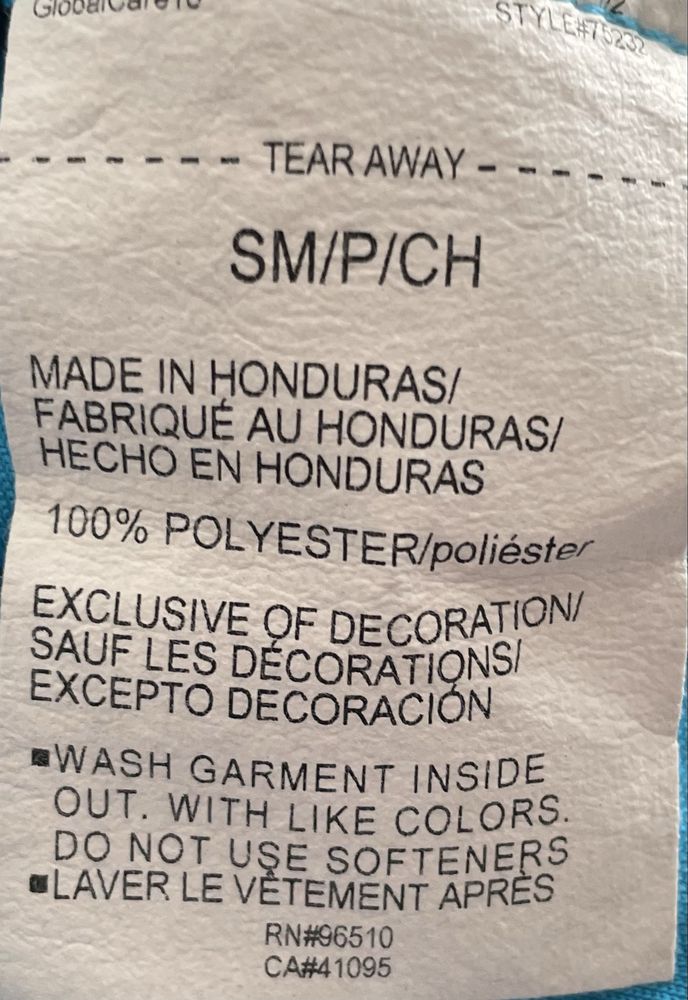 STYLE#75232
- - - - - - - TEAR AWAY - - - - - -
SM/P/CH
MADE IN HONDURAS/
FABRIQUÉ AU HONDURAS/
HECHO EN HONDURAS
100% POLYESTER/poliéster
EXCLUSIVE OF DECORATION/
SAUF LES DÉCORATIONS/
EXCEPTO DECORACIÓN
▪WASH GARMENT INSIDE
OUT. WITH LIKE COLORS.
DO NOT USE SOFTENERS
▪LAVER LE VÊTEMENT APRÈS
RN#96510
CA#41095